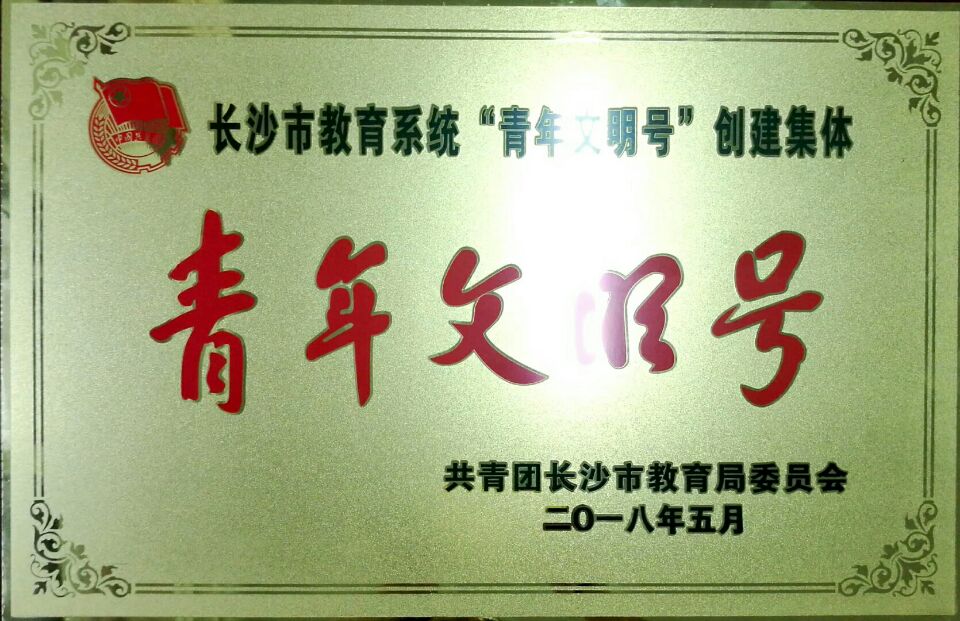 长沙市教育系统“青年文明号”创建集体
青年文明号
共青团长沙市教育局委员会
二0一八年五月